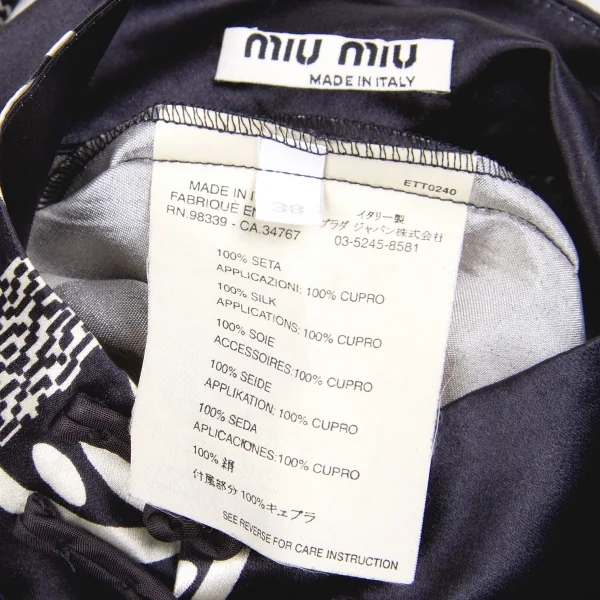 miu miu
MADE IN ITALY
ETT0240
38
MADE IN
FABRIQUE EN
RN.98339 - CA.34767
イタリー製
プラダ ジャパン株式会社
03-5245-8581
100% SETA
APPLICAZIONI: 100% CUPRO
100% SILK
APPLICATIONS: 100% CUPRO
100% SOIE
ACCESSOIRES: 100% CUPRO
100% SEIDE
APPLIKATION: 100% CUPRO
100% SEDA
APLICACIONES: 100% CUPRO
100% 絹
付属部分 100% キュプラ
SEE REVERSE FOR CARE INSTRUCTION